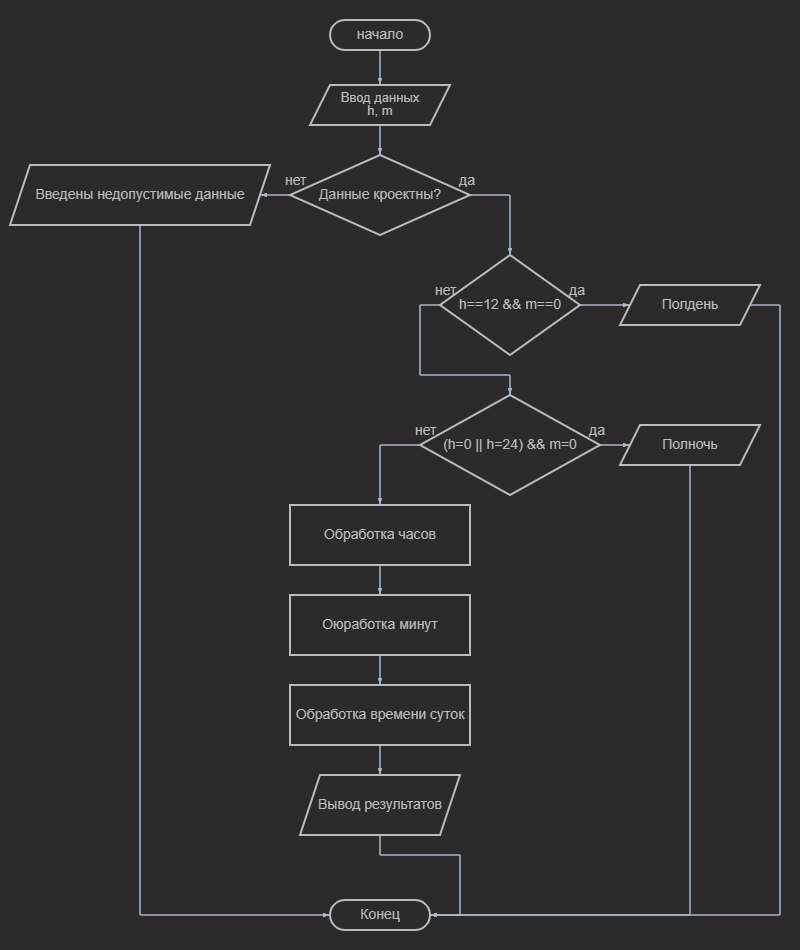 начало
Ввод данных
h, m
нет
да
Введены недопустимые данные
Данные кроектны?
нет
да
h==12 && m==0
Полдень
нет
да
(h=0 || h=24) && m=0
Полночь
Обработка часов
Оюработка минут
Обработка времени суток
Вывод результатов
Конец